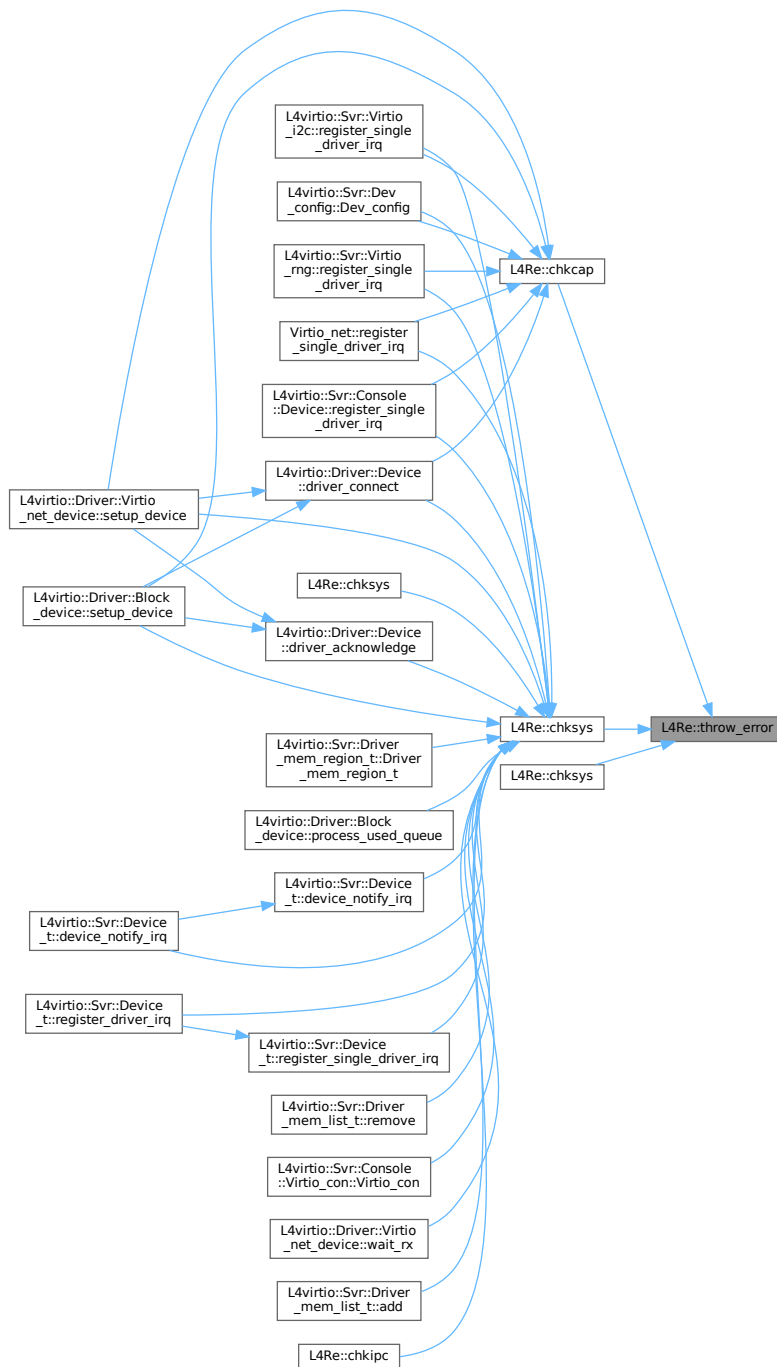 L4virtio::Svr::Virtio
_i2c::register_single
_driver_irq
L4virtio::Svr::Dev
_config::Dev_config
L4Re::chkcap
L4virtio::Svr::Virtio
_rng::register_single
_driver_irq
Virtio_net::register
_single_driver_irq
L4virtio::Svr::Console
::Device::register_single
_driver_irq
L4virtio::Driver::Device
::driver_connect
L4virtio::Driver::Virtio
_net_device::setup_device
L4Re::chksys
L4virtio::Driver::Block
_device::setup_device
L4virtio::Driver::Device
::driver_acknowledge
L4Re::chksys
L4Re::throw_error
L4virtio::Svr::Driver
_mem_region_t::Driver
_mem_region_t
L4Re::chksys
L4virtio::Driver::Block
_device::process_used_queue
L4virtio::Svr::Device
_t::device_notify_irq
L4virtio::Svr::Device
_t::device_notify_irq
L4virtio::Svr::Device
_t::register_driver_irq
L4virtio::Svr::Device
_t::register_single_driver_irq
L4virtio::Svr::Driver
_mem_list_t::remove
L4virtio::Svr::Console
::Virtio_con::Virtio_con
L4virtio::Driver::Virtio
_net_device::wait_rx
L4virtio::Svr::Driver
_mem_list_t::add
L4Re::chkipc